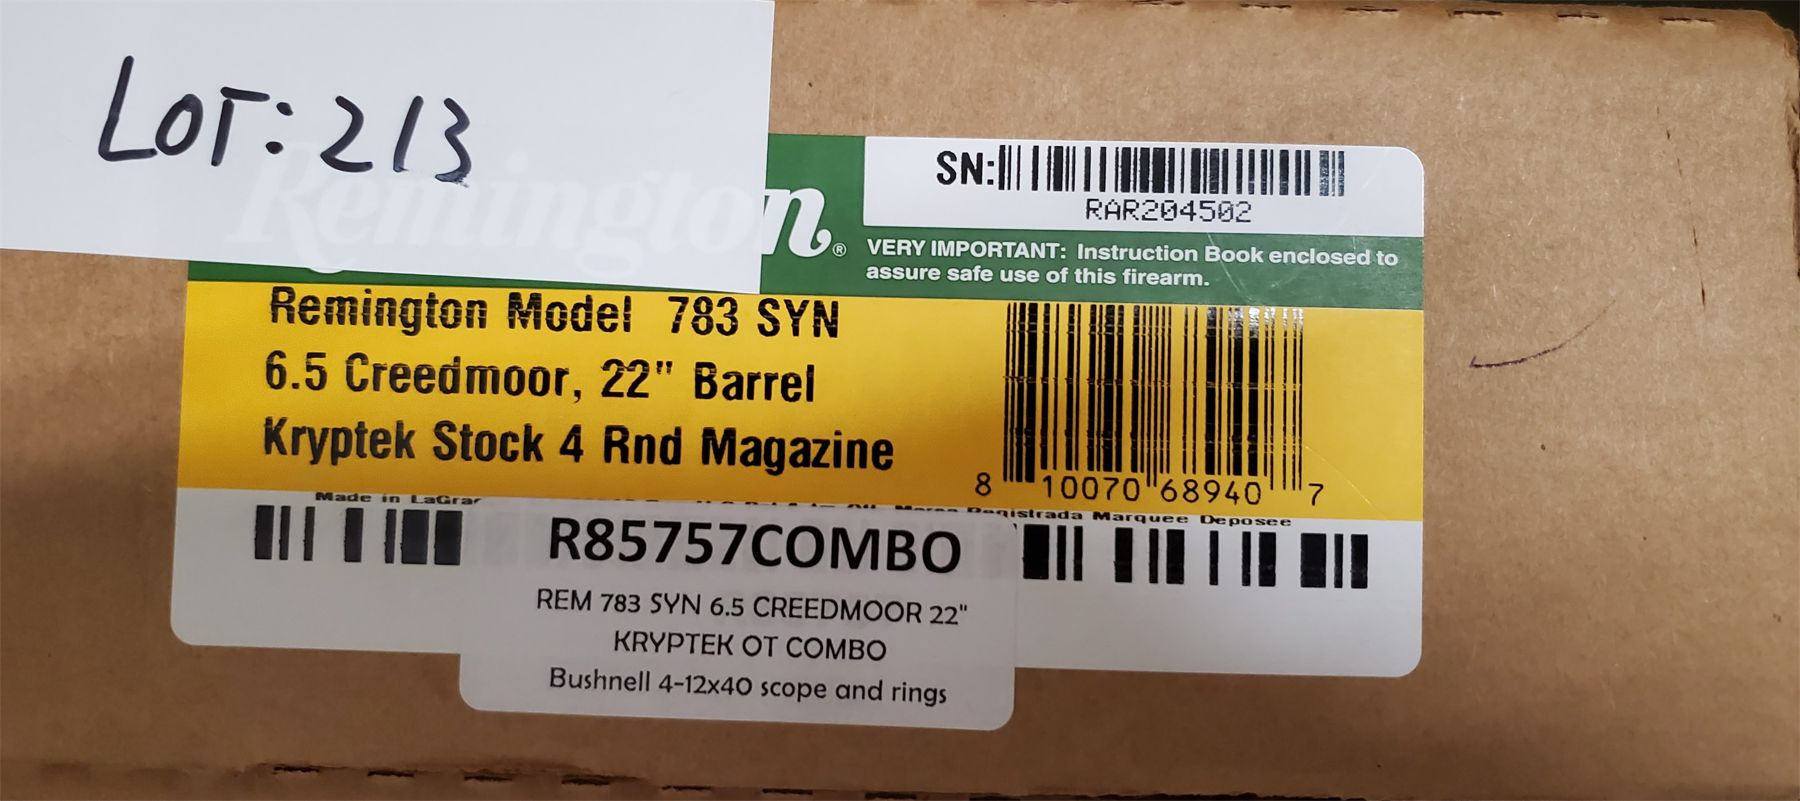 LOT: 213
Remington®
SN:
RAR204502
VERY IMPORTANT: Instruction Book enclosed to
assure safe use of this firearm.
Remington Model 783 SYN
6.5 Creedmoor, 22" Barrel
Kryptek Stock 4 Rnd Magazine
8 10070 68940 7
Made in Registrada Marquee Deposee
R85757COMBO
REM 783 SYN 6.5 CREEDMOOR 22"
KRYPTEK OT COMBO
Bushnell 4-12x40 scope and rings